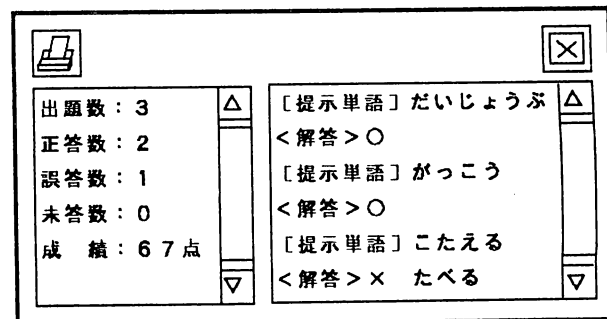 出題数：3
正答数：2
誤答数：1
未答数：0
成　績：67点
［提示単語］だいじょうぶ
<解答>○
［提示単語］がっこう
<解答>○
［提示単語］こたえる
<解答>×　たべる